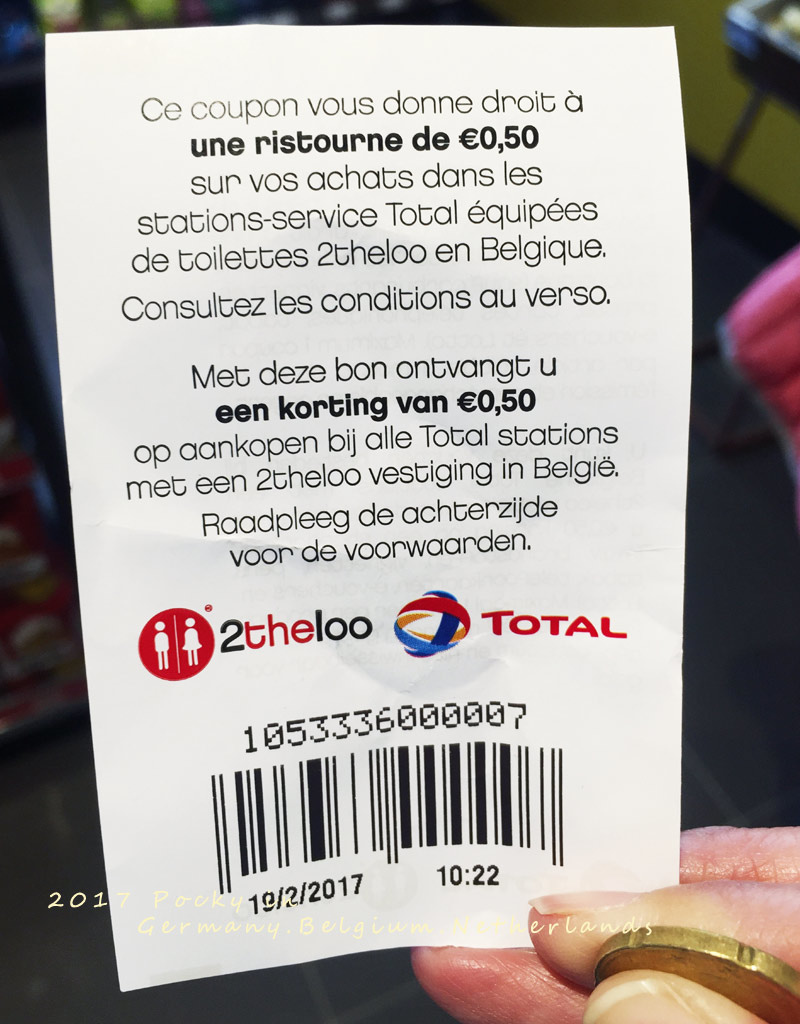 Ce coupon vous donne droit à
une ristourne de €0,50
sur vos achats dans les
stations-service Total équipées
de toilettes 2theloo en Belgique.
Consultez les conditions au verso.
Met deze bon ontvangt u
een korting van €0,50
op aankopen bij alle Total stations
met een 2theloo vestiging in België.
Raadpleeg de achterzijde
voor de voorwaarden.
2theloo TOTAL
1053336000007
19/2/2017 10:22
2017 Pocky in
Germany.Belgium.Netherlands